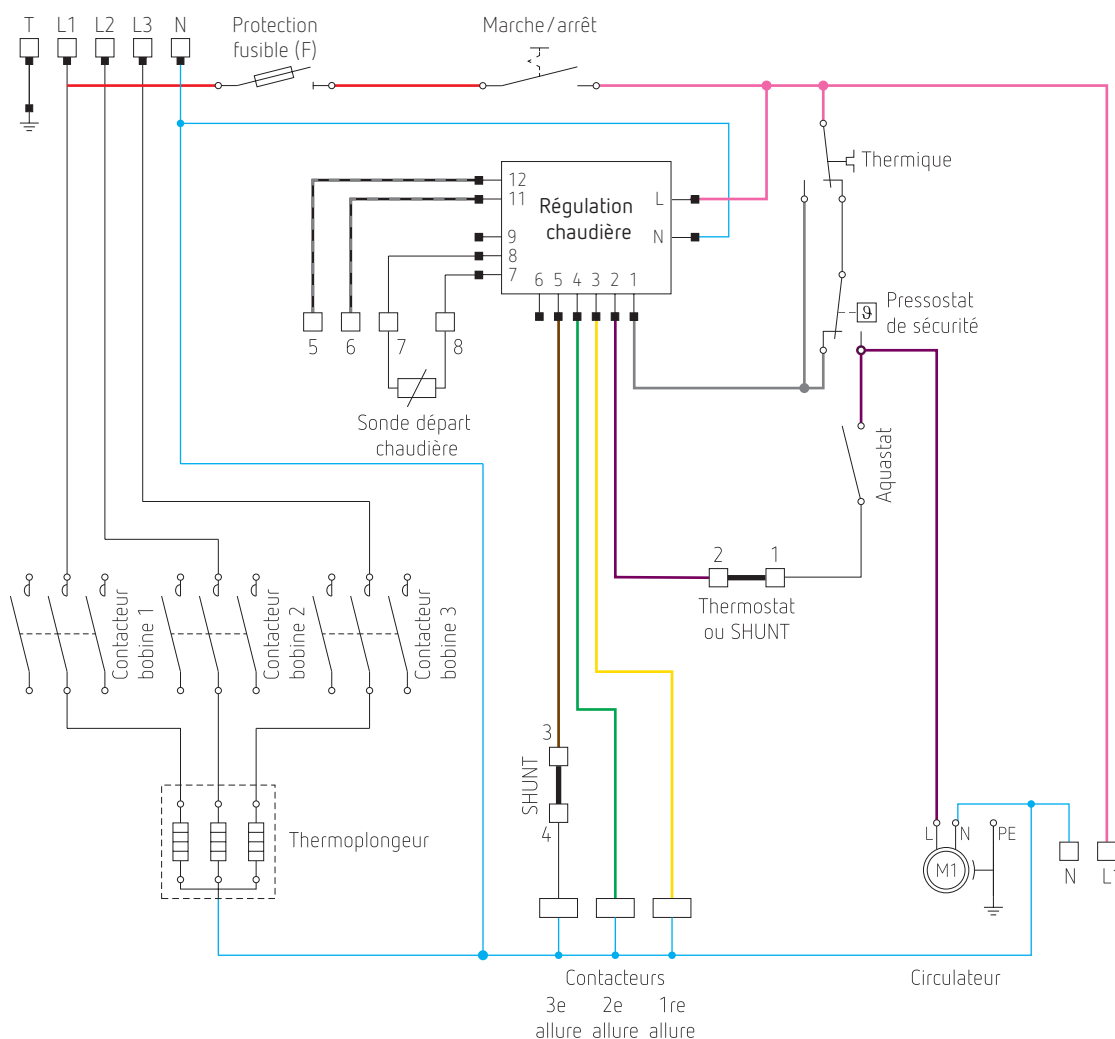 T L1 L2 L3 N
Protection
fusible (F)
Marche/arrêt
Thermique
12
11
9
8
7
Régulation
chaudière
L
N
6 5 4 3 2 1
Pressostat
de sécurité
5 6 7 8
Sonde départ
chaudière
Aquastat
2 1
Thermostat
ou SHUNT
Contacteur
bobine 1
Contacteur
bobine 2
Contacteur
bobine 3
3
SHUNT
4
Thermoplongeur
L N PE
M1
N L1
Contacteurs
Circulateur
3e
allure
2e
allure
1re
allure